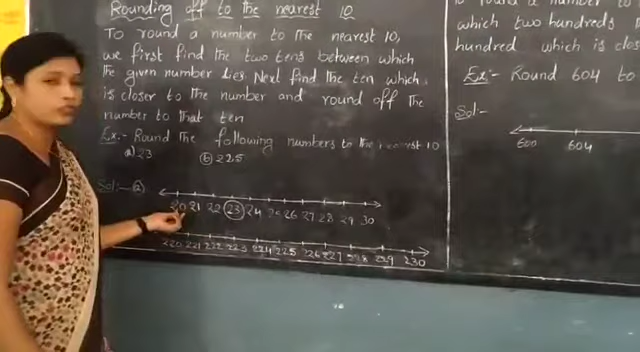 Rounding off to the nearest 10
To round a number to the nearest 10,
we first find the two tens between which
the given number lies Next find the ten which
is closer to the number and round off the
number to that ten
Ex:- Round the following numbers to the nearest 10
a) 23 b) 225
Sol:- a)
20 21 22 23 24 25 26 27 28 29 30
220 221 222 223 224 225 226 227 228 229 230
to round a number to
which two hundreds
hundred which is clos
Ex:- Round 604 to
Sol:-
600 604